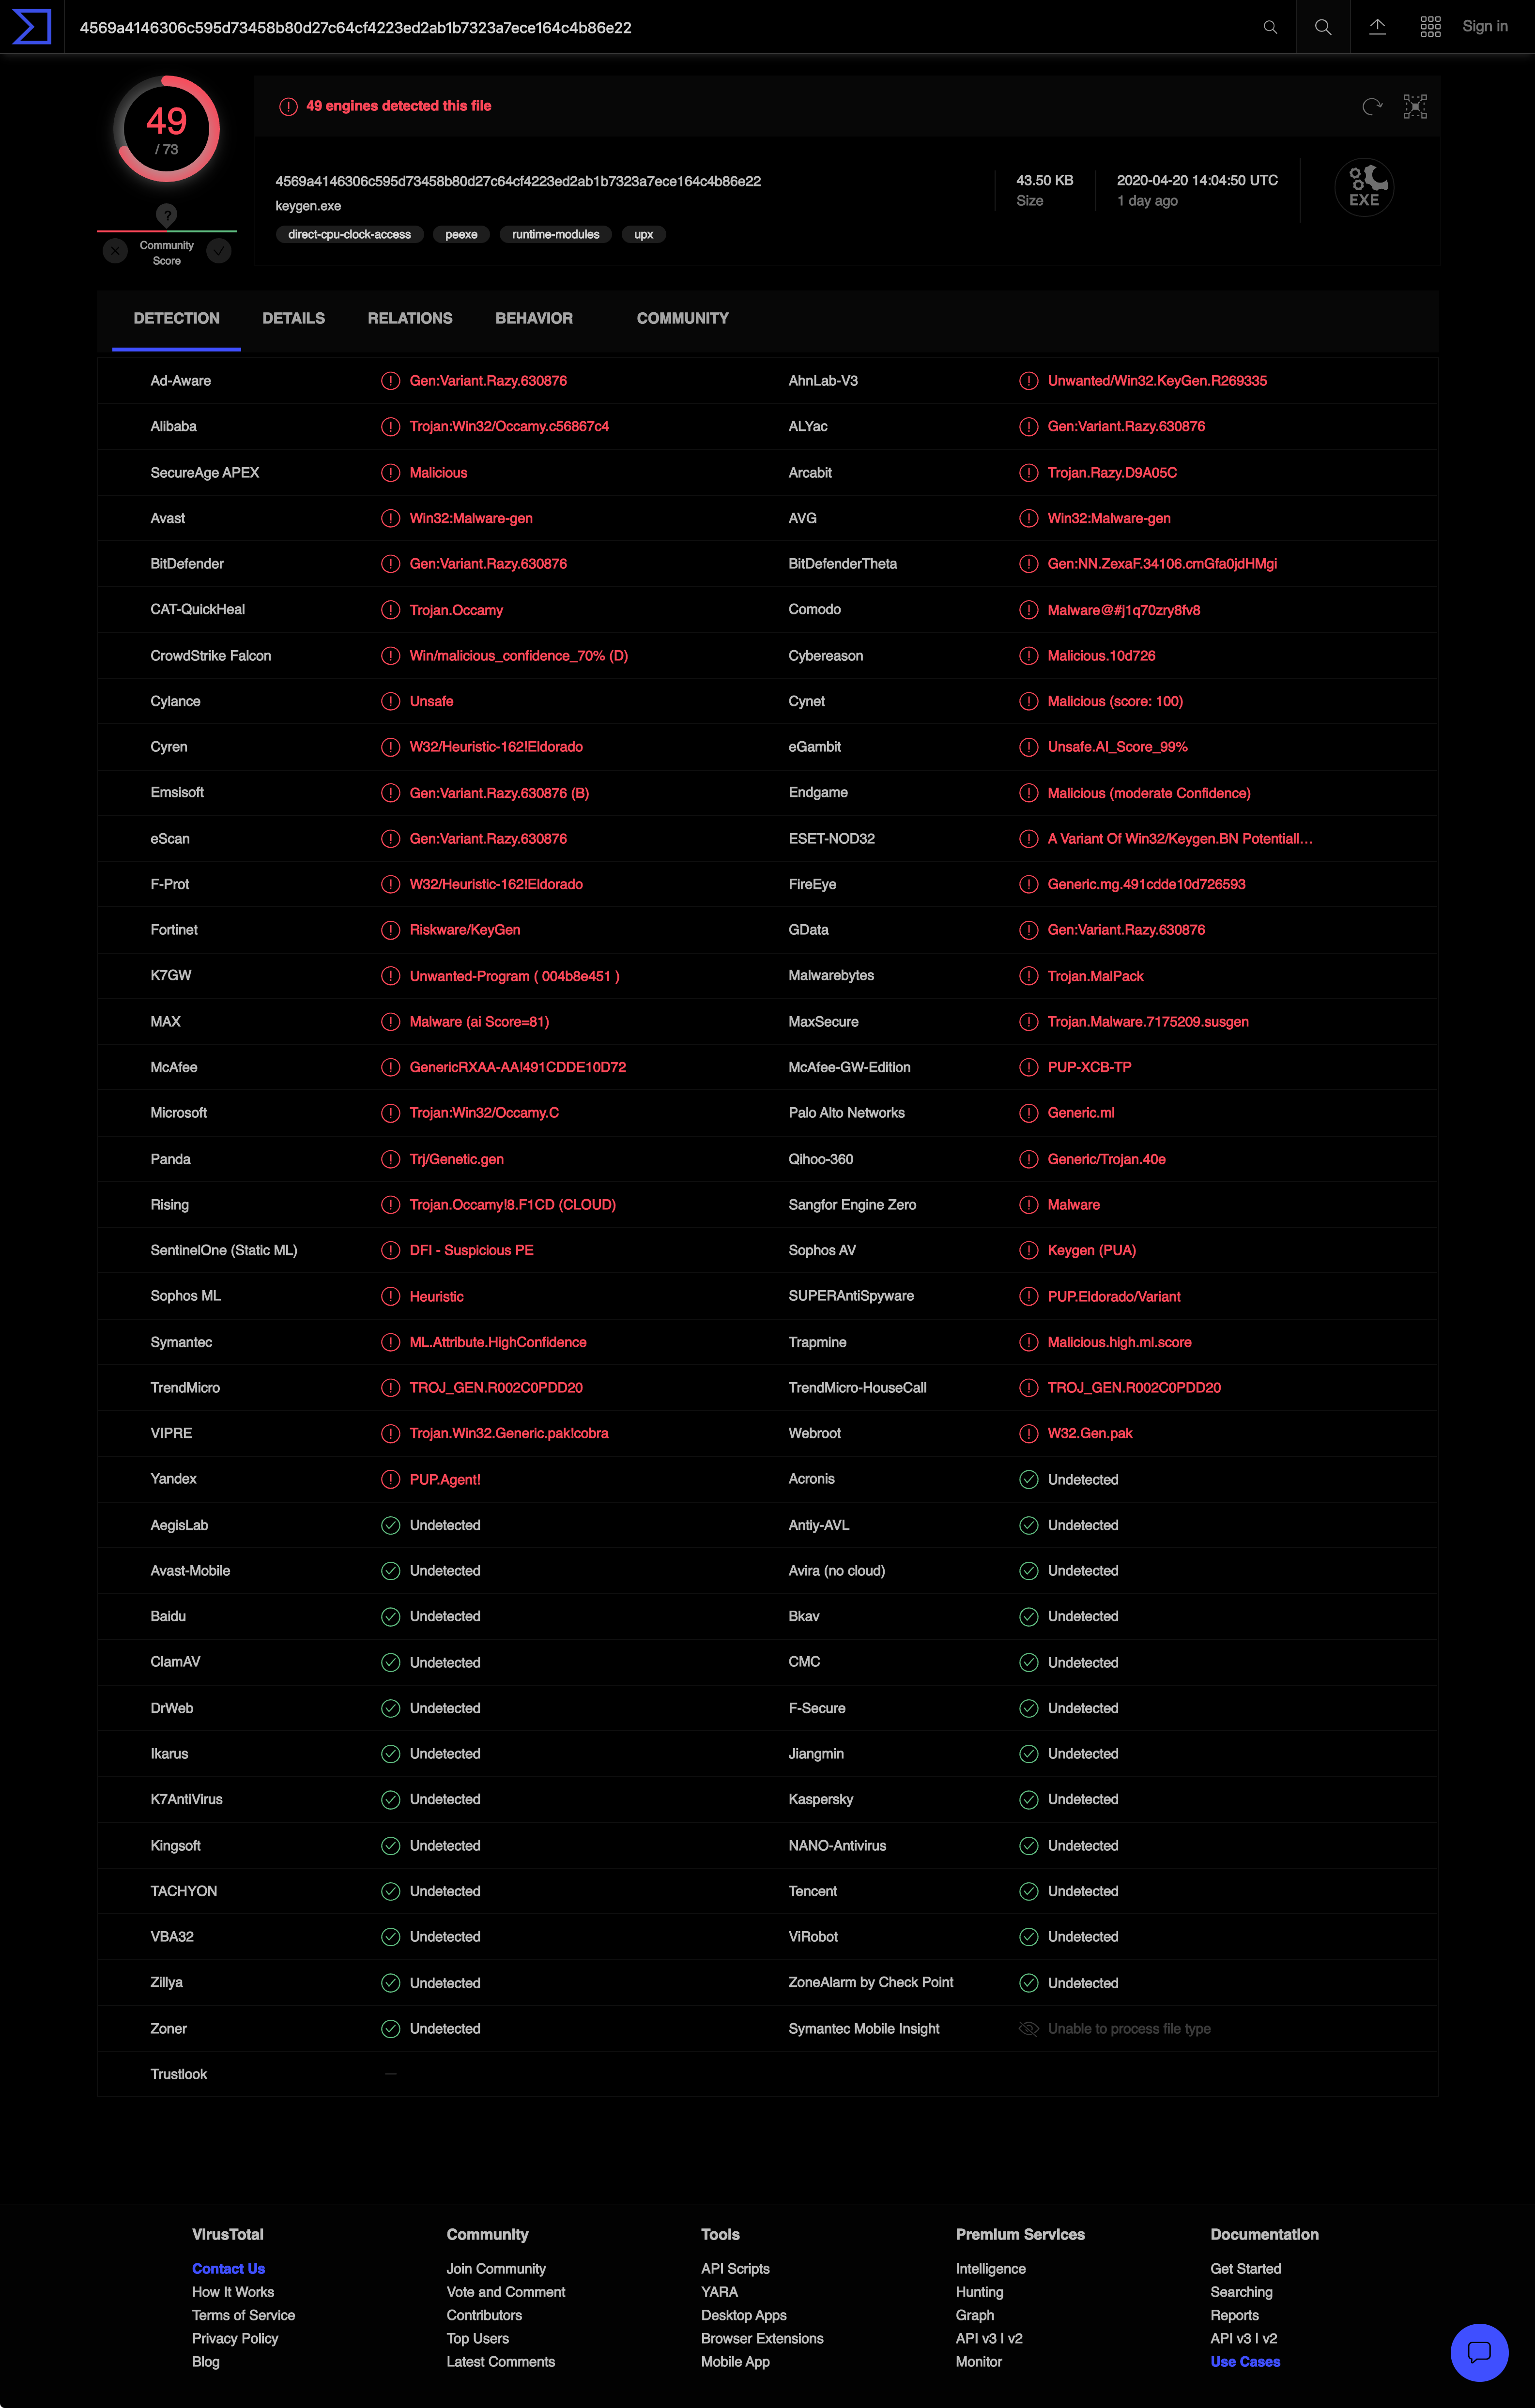 4569a4146306c595d73458b80d27c64cf4223ed2ab1b7323a7ece164c4b86e22
Sign in
49
/ 73
?
Community
Score
49 engines detected this file
4569a4146306c595d73458b80d27c64cf4223ed2ab1b7323a7ece164c4b86e22
keygen.exe
direct-cpu-clock-access peexe runtime-modules upx
43.50 KB
Size
2020-04-20 14:04:50 UTC
1 day ago
EXE
DETECTION DETAILS RELATIONS BEHAVIOR COMMUNITY
Ad-Aware Gen:Variant.Razy.630876 AhnLab-V3 Unwanted/Win32.KeyGen.R269335
Alibaba Trojan:Win32/Occamy.c56867c4 ALYac Gen:Variant.Razy.630876
SecureAge APEX Malicious Arcabit Trojan.Razy.D9A05C
Avast Win32:Malware-gen AVG Win32:Malware-gen
BitDefender Gen:Variant.Razy.630876 BitDefenderTheta Gen:NN.ZexaF.34106.cmGfa0jdHMgi
CAT-QuickHeal Trojan.Occamy Comodo Malware@#j1q70zry8fv8
CrowdStrike Falcon Win/malicious_confidence_70% (D) Cybereason Malicious.10d726
Cylance Unsafe Cynet Malicious (score: 100)
Cyren W32/Heuristic-162!Eldorado eGambit Unsafe.AI_Score_99%
Emsisoft Gen:Variant.Razy.630876 (B) Endgame Malicious (moderate Confidence)
eScan Gen:Variant.Razy.630876 ESET-NOD32 A Variant Of Win32/Keygen.BN Potentiall…
F-Prot W32/Heuristic-162!Eldorado FireEye Generic.mg.491cdde10d726593
Fortinet Riskware/KeyGen GData Gen:Variant.Razy.630876
K7GW Unwanted-Program ( 004b8e451 ) Malwarebytes Trojan.MalPack
MAX Malware (ai Score=81) MaxSecure Trojan.Malware.7175209.susgen
McAfee GenericRXAA-AA!491CDDE10D72 McAfee-GW-Edition PUP-XCB-TP
Microsoft Trojan:Win32/Occamy.C Palo Alto Networks Generic.ml
Panda Trj/Genetic.gen Qihoo-360 Generic/Trojan.40e
Rising Trojan.Occamy!8.F1CD (CLOUD) Sangfor Engine Zero Malware
SentinelOne (Static ML) DFI - Suspicious PE Sophos AV Keygen (PUA)
Sophos ML Heuristic SUPERAntiSpyware PUP.Eldorado/Variant
Symantec ML.Attribute.HighConfidence Trapmine Malicious.high.ml.score
TrendMicro TROJ_GEN.R002C0PDD20 TrendMicro-HouseCall TROJ_GEN.R002C0PDD20
VIPRE Trojan.Win32.Generic.pak!cobra Webroot W32.Gen.pak
Yandex PUP.Agent! Acronis Undetected
AegisLab Undetected Antiy-AVL Undetected
Avast-Mobile Undetected Avira (no cloud) Undetected
Baidu Undetected Bkav Undetected
ClamAV Undetected CMC Undetected
DrWeb Undetected F-Secure Undetected
Ikarus Undetected Jiangmin Undetected
K7AntiVirus Undetected Kaspersky Undetected
Kingsoft Undetected NANO-Antivirus Undetected
TACHYON Undetected Tencent Undetected
VBA32 Undetected ViRobot Undetected
Zillya Undetected ZoneAlarm by Check Point Undetected
Zoner Undetected Symantec Mobile Insight Unable to process file type
Trustlook —
VirusTotal Community Tools Premium Services Documentation
Contact Us Join Community API Scripts Intelligence Get Started
How It Works Vote and Comment YARA Hunting Searching
Terms of Service Contributors Desktop Apps Graph Reports
Privacy Policy Top Users Browser Extensions API v3 | v2 API v3 | v2
Blog Latest Comments Mobile App Monitor Use Cases